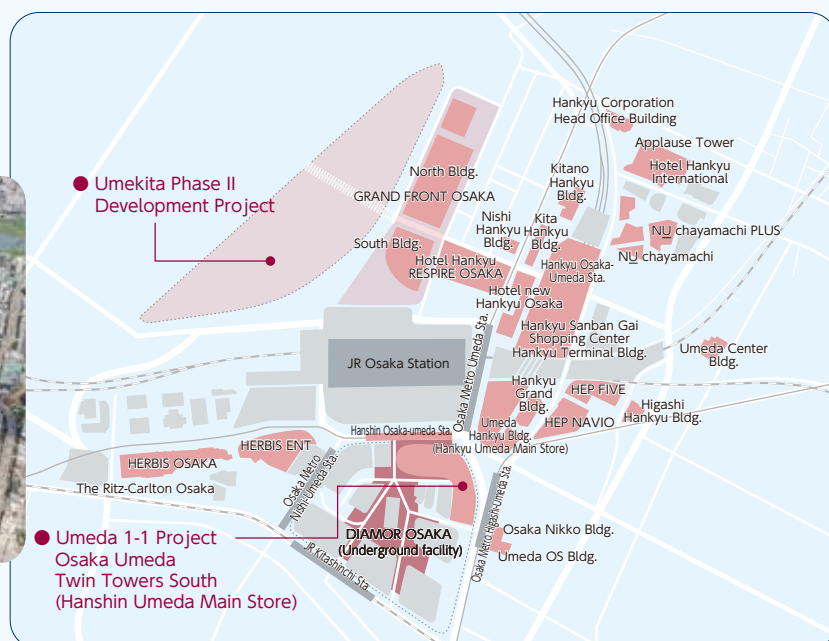 Hankyu Corporation
Head Office Building
Applause Tower
Hotel Hankyu
International
Kitano
Hankyu
Bldg.
North Bldg.
GRAND FRONT OSAKA
Umekita Phase II
Development Project
Nishi
Hankyu
Bldg.
Kita
Hankyu
Bldg.
NU chayamachi PLUS
NU chayamachi
South Bldg.
Hotel Hankyu
RESPIRE OSAKA
Hankyu Osaka-
Umeda Sta.
Hotel new
Hankyu Osaka
Osaka Metro Umeda Sta.
Hankyu Sanban Gai
Shopping Center
Hankyu Terminal Bldg.
Umeda Center
Bldg.
JR Osaka Station
Hankyu
Grand
Bldg.
HEP FIVE
HEP NAVIO
Higashi
Hankyu Bldg.
Hanshin Osaka-umeda Sta.
Umeda
Hankyu Bldg.
(Hankyu Umeda Main Store)
HERBIS ENT
HERBIS OSAKA
The Ritz-Carlton Osaka
Osaka Metro
Nishi-Umeda Sta.
Osaka Metro Higashi-Umeda Sta.
DIAMOR OSAKA
(Underground facility)
JR Kitashinchi Sta.
Osaka Nikko Bldg.
Umeda OS Bldg.
Umeda 1-1 Project
Osaka Umeda
Twin Towers South
(Hanshin Umeda Main Store)